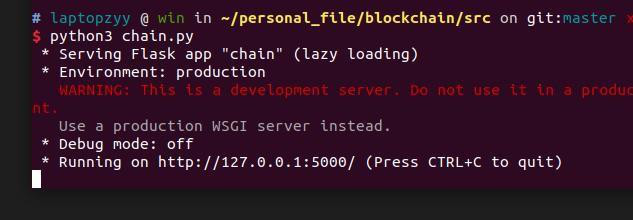 # laptopzyy @ win in ~/personal_file/blockchain/src on git:master x
$ python3 chain.py
 * Serving Flask app "chain" (lazy loading)
 * Environment: production
   WARNING: This is a development server. Do not use it in a produc
nt.
   Use a production WSGI server instead.
 * Debug mode: off
 * Running on http://127.0.0.1:5000/ (Press CTRL+C to quit)